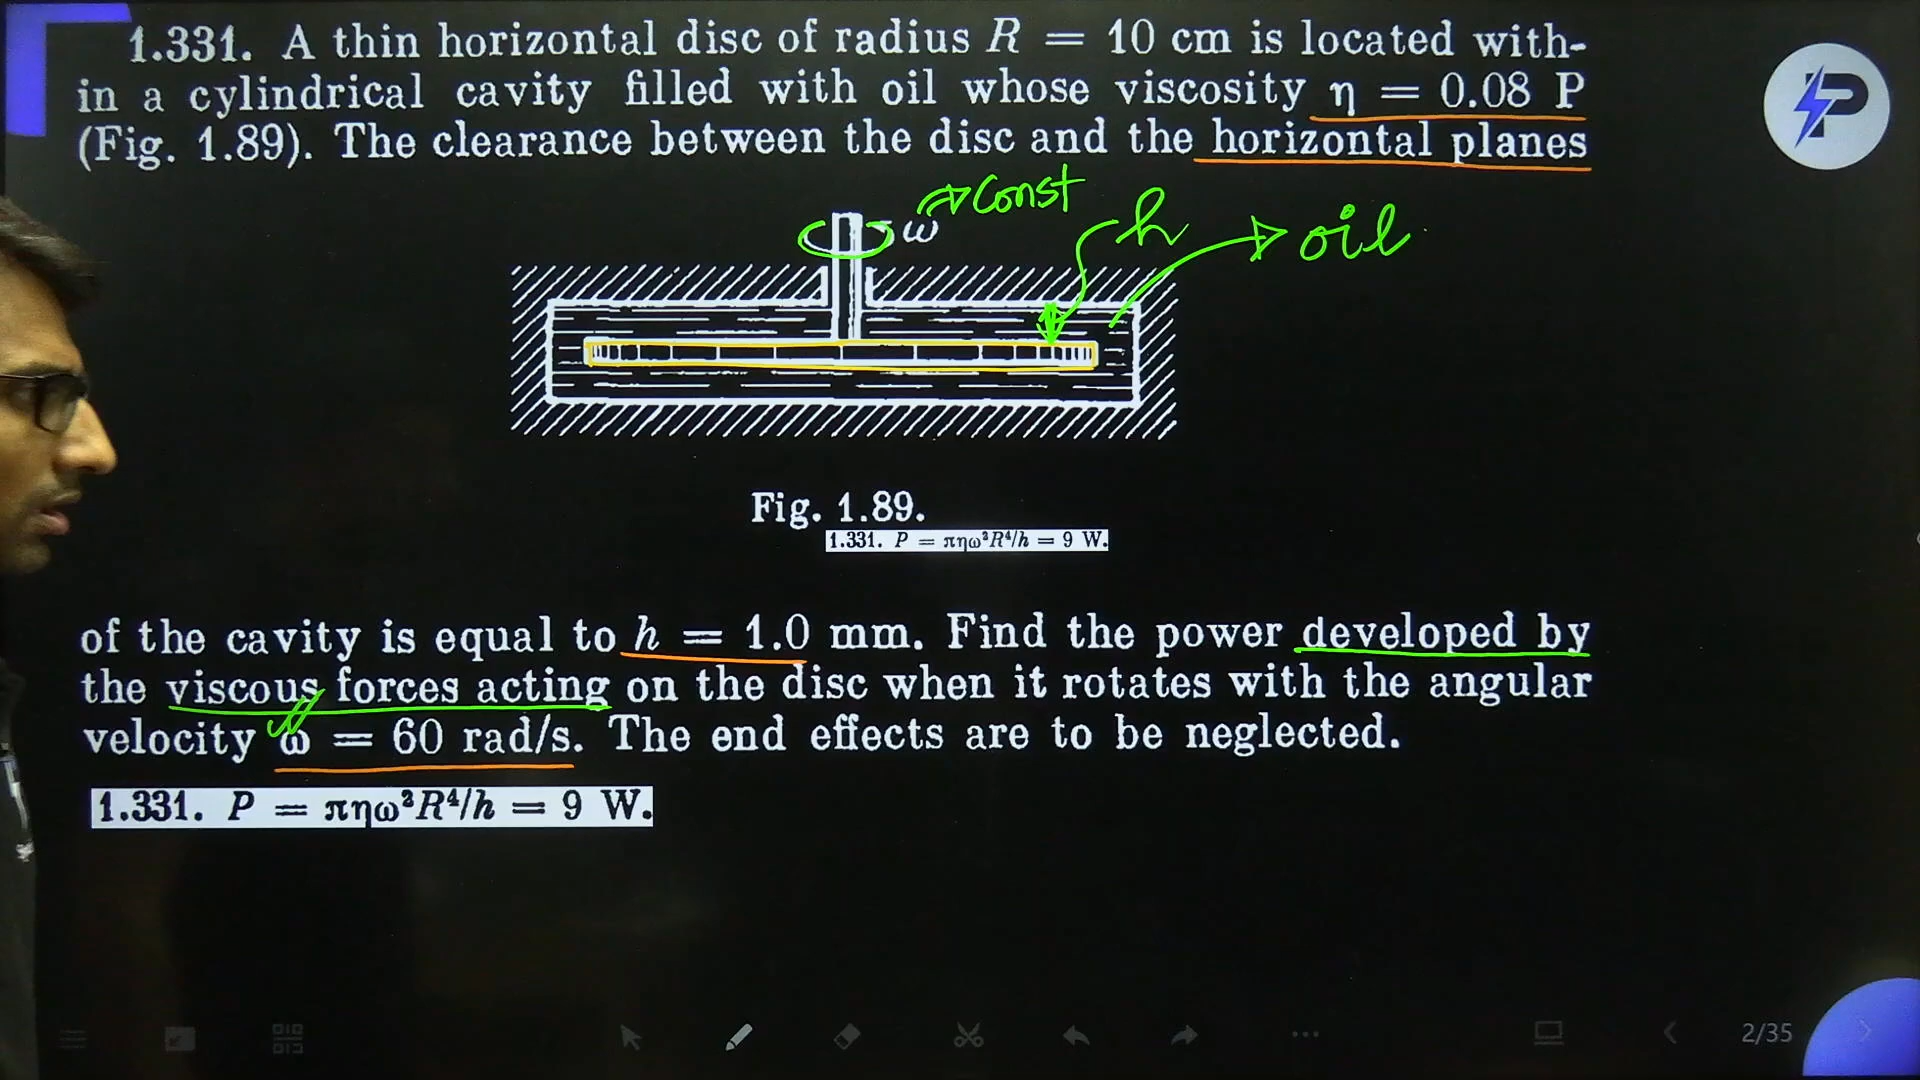 1.331. A thin horizontal disc of radius R = 10 cm is located with-
in a cylindrical cavity filled with oil whose viscosity η = 0.08 P
(Fig. 1.89). The clearance between the disc and the horizontal planes
ω const h oil
Fig. 1.89.
1.331. P = πηω²R⁴/h = 9 W.
of the cavity is equal to h = 1.0 mm. Find the power developed by
the viscous forces acting on the disc when it rotates with the angular
velocity ω = 60 rad/s. The end effects are to be neglected.
1.331. P = πηω²R⁴/h = 9 W.
2/35